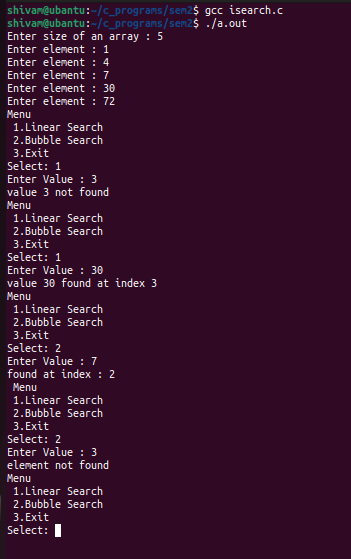 shivam@ubuntu:~/c_programs/sem2$ gcc isearch.c
shivam@ubuntu:~/c_programs/sem2$ ./a.out
Enter size of an array : 5
Enter element : 1
Enter element : 4
Enter element : 7
Enter element : 30
Enter element : 72
Menu
 1.Linear Search
 2.Bubble Search
 3.Exit
Select: 1
Enter Value : 3
value 3 not found
Menu
 1.Linear Search
 2.Bubble Search
 3.Exit
Select: 1
Enter Value : 30
value 30 found at index 3
Menu
 1.Linear Search
 2.Bubble Search
 3.Exit
Select: 2
Enter Value : 7
found at index : 2
 Menu
 1.Linear Search
 2.Bubble Search
 3.Exit
Select: 2
Enter Value : 3
element not found
Menu
 1.Linear Search
 2.Bubble Search
 3.Exit
Select: